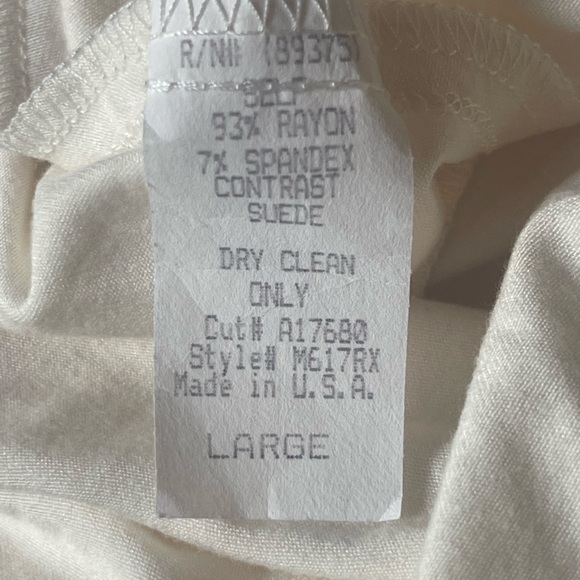 R/N# (89375)
SELF
93% RAYON
7% SPANDEX
CONTRAST
SUEDE
DRY CLEAN
ONLY
Cut# A17680
Style# M617RX
Made in U.S.A.
LARGE